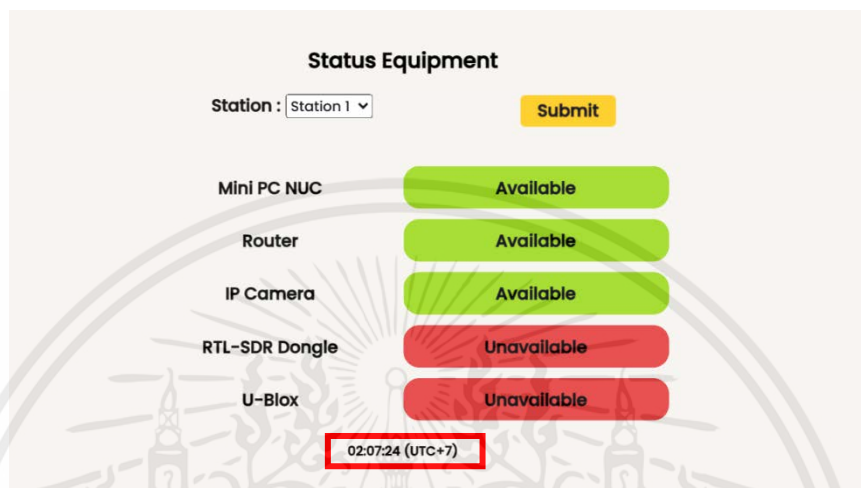 Status Equipment
Station : Station 1 Submit
Mini PC NUC Available
Router Available
IP Camera Available
RTL-SDR Dongle Unavailable
U-Blox Unavailable
02:07:24 (UTC+7)